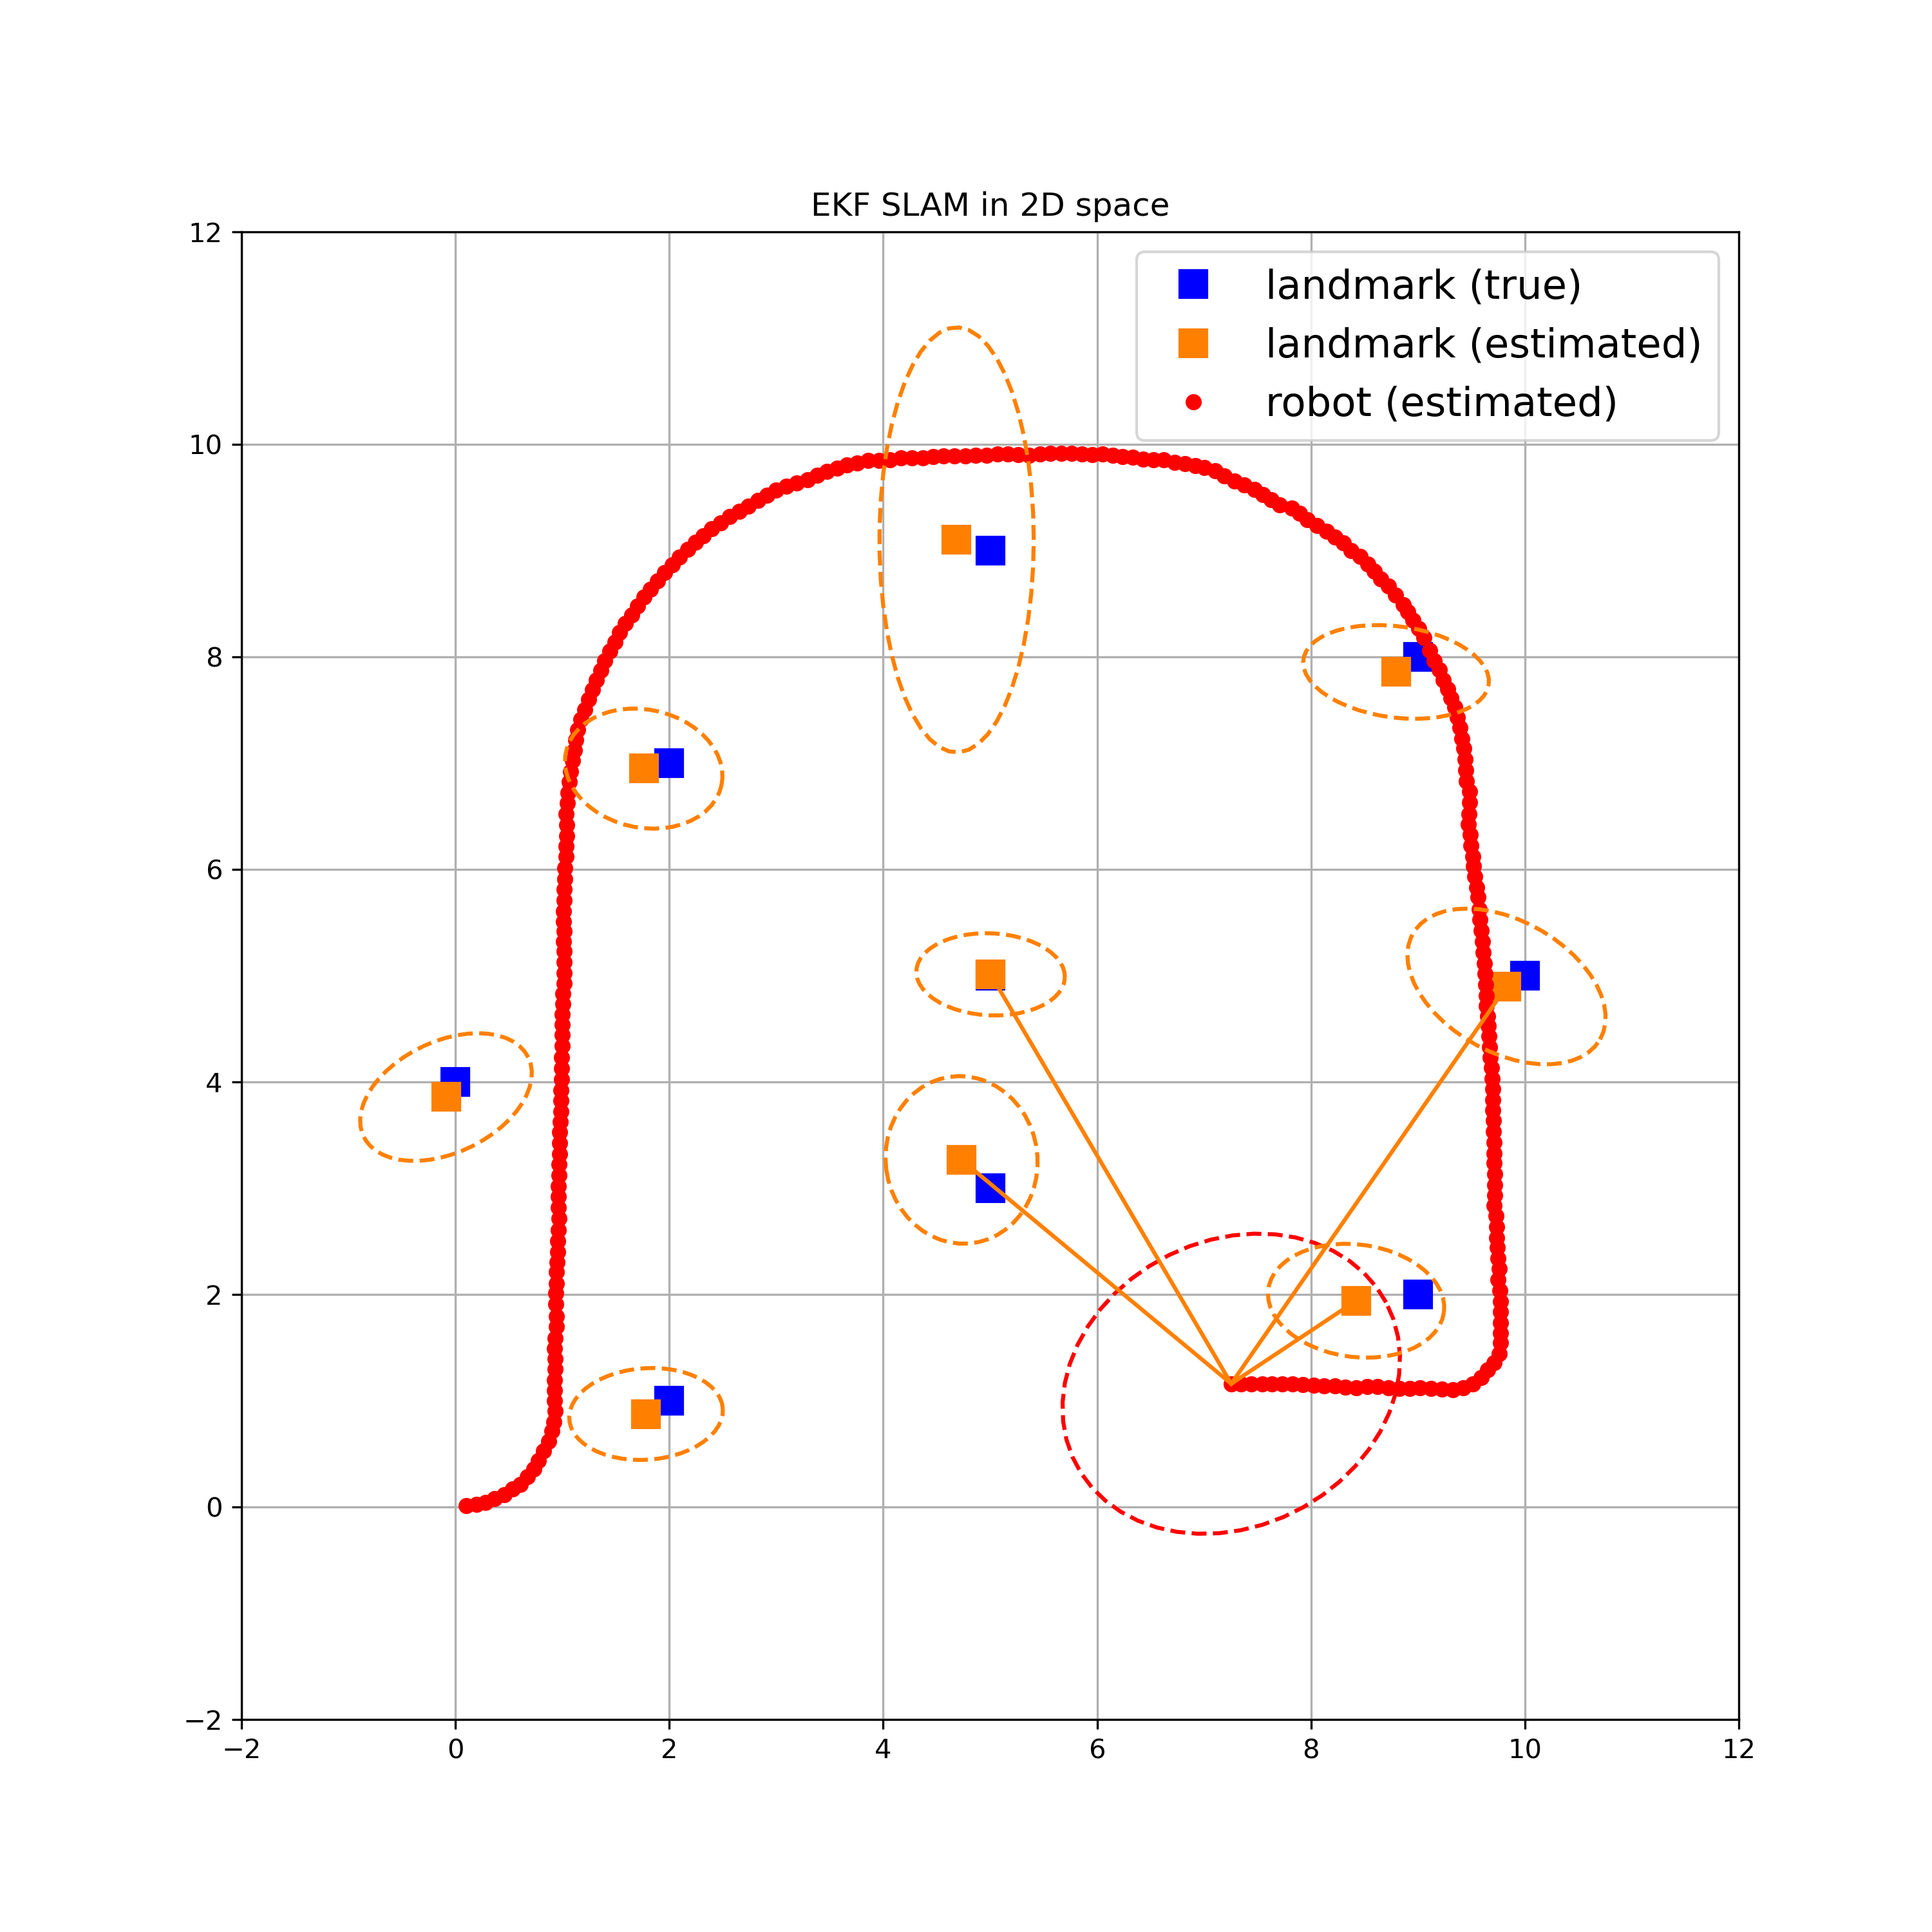 EKF SLAM in 2D space
12
landmark (true)
landmark (estimated)
robot (estimated)
10
8
6
4
2
0
−2
−2 0 2 4 6 8 10 12